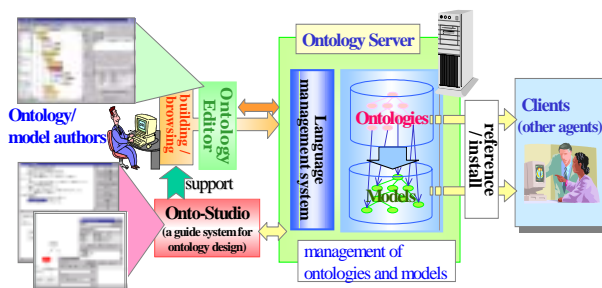 Ontology Server
Ontology/
model authors
building /
browsing
Ontology
Editor
Language
management system
Ontologies
Models
reference
/ install
Clients
(other agents)
support
Onto-Studio
(a guide system for
ontology design)
management of
ontologies and models